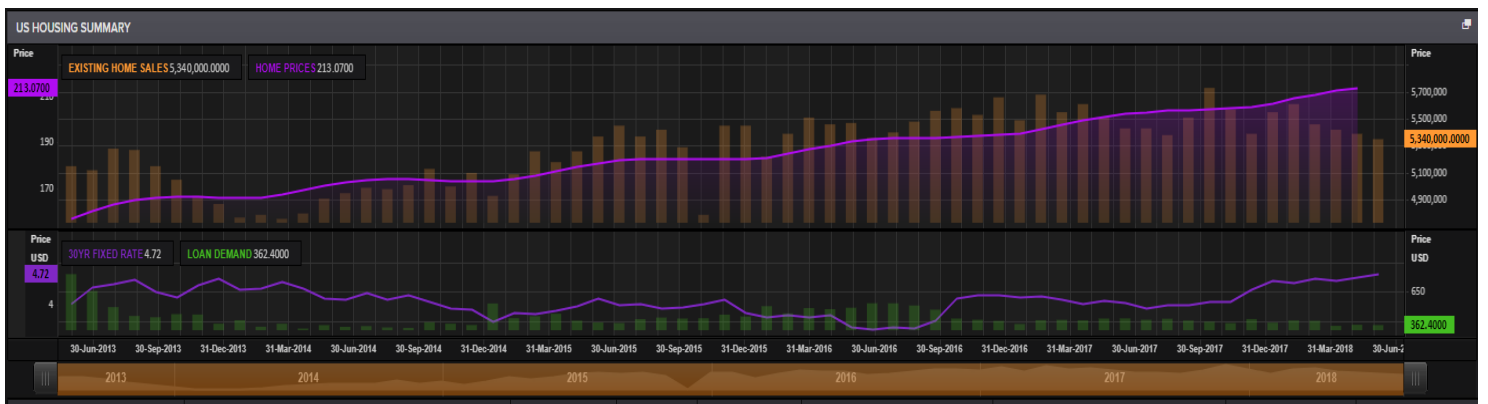 US HOUSING SUMMARY
Price
Price
EXISTING HOME SALES 5,340,000.0000 HOME PRICES 213.0700
213.0700
210
190
170
5,700,000
5,500,000
5,340,000.0000
5,100,000
4,900,000
Price
USD
Price
USD
30YR FIXED RATE 4.72 LOAN DEMAND 362.4000
4.72
4
650
362.4000
30-Jun-2013 30-Sep-2013 31-Dec-2013 31-Mar-2014 30-Jun-2014 30-Sep-2014 31-Dec-2014 31-Mar-2015 30-Jun-2015 30-Sep-2015 31-Dec-2015 31-Mar-2016 30-Jun-2016 30-Sep-2016 31-Dec-2016 31-Mar-2017 30-Jun-2017 30-Sep-2017 31-Dec-2017 31-Mar-2018 30-Jun-2
2013 2014 2015 2016 2017 2018